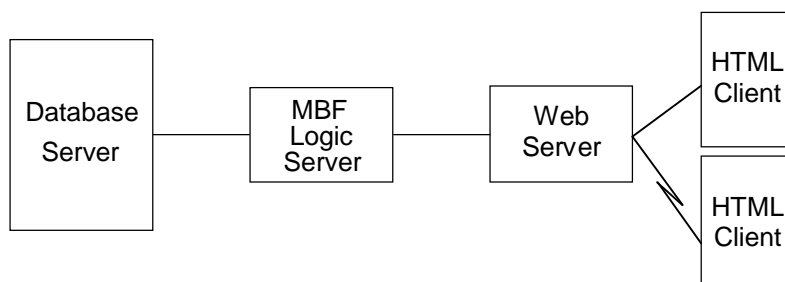 Database
Server
MBF
Logic
Server
Web
Server
HTML
Client
HTML
Client